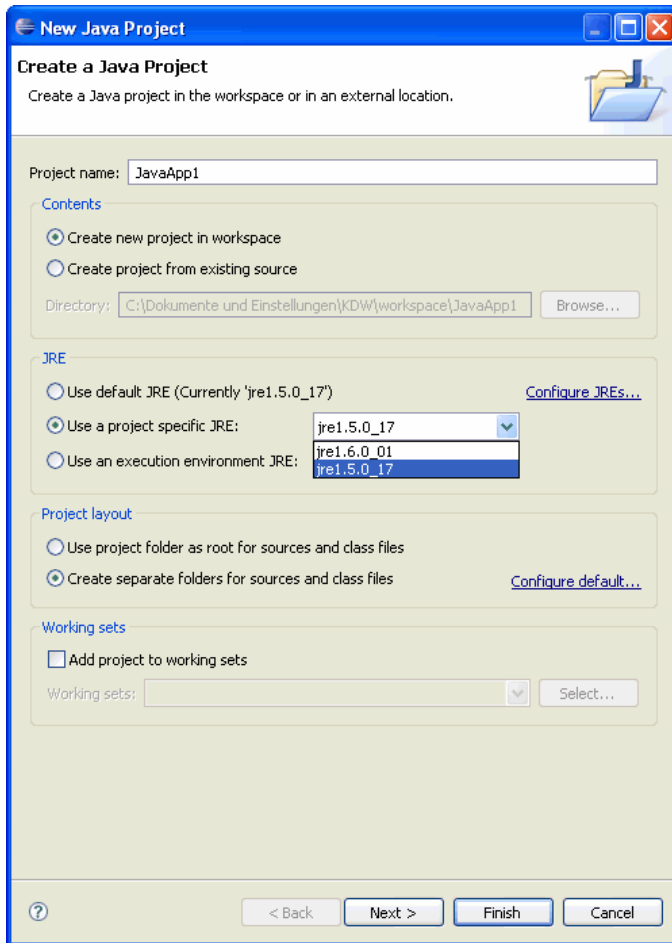 New Java Project
Create a Java Project
Create a Java project in the workspace or in an external location.
Project name: JavaApp1
Contents
Create new project in workspace
Create project from existing source
Directory: C:\Dokumente und Einstellungen\KDW\workspace\JavaApp1 Browse...
JRE
Use default JRE (Currently 'jre1.5.0_17') Configure JREs...
Use a project specific JRE: jre1.5.0_17
jre1.6.0_01
Use an execution environment JRE: jre1.5.0_17
Project layout
Use project folder as root for sources and class files
Create separate folders for sources and class files Configure default...
Working sets
Add project to working sets
Working sets: Select...
? < Back Next > Finish Cancel